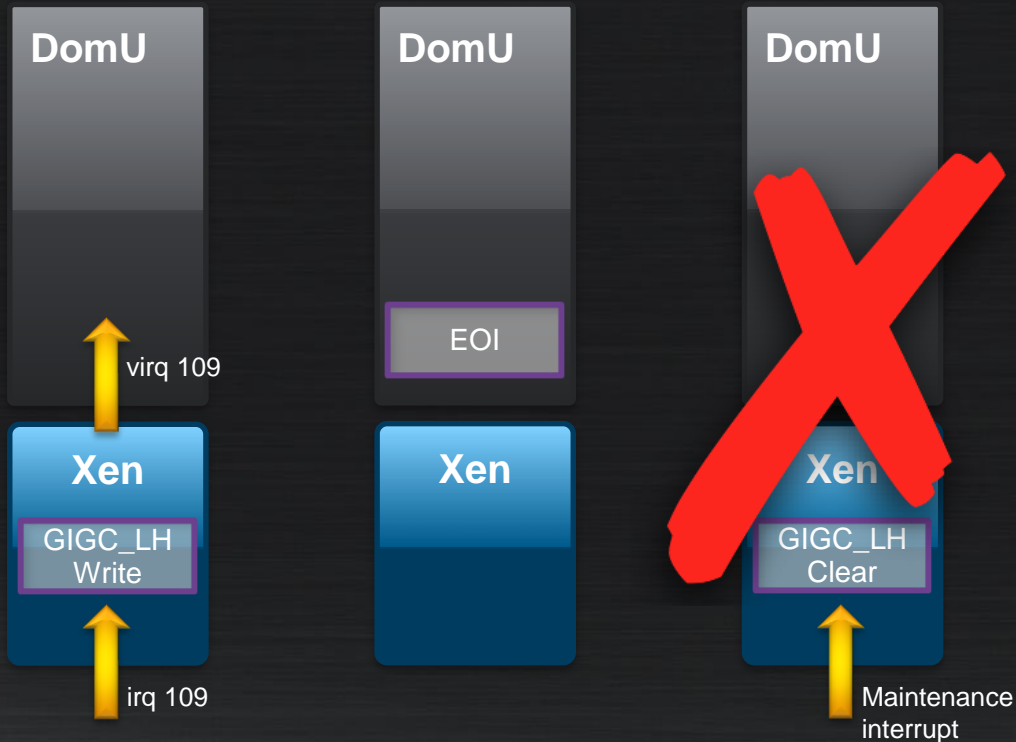 DomU
virq 109
Xen
GIGC_LH
Write
irq 109
DomU
EOI
Xen
DomU
Xen
GIGC_LH
Clear
Maintenance
interrupt